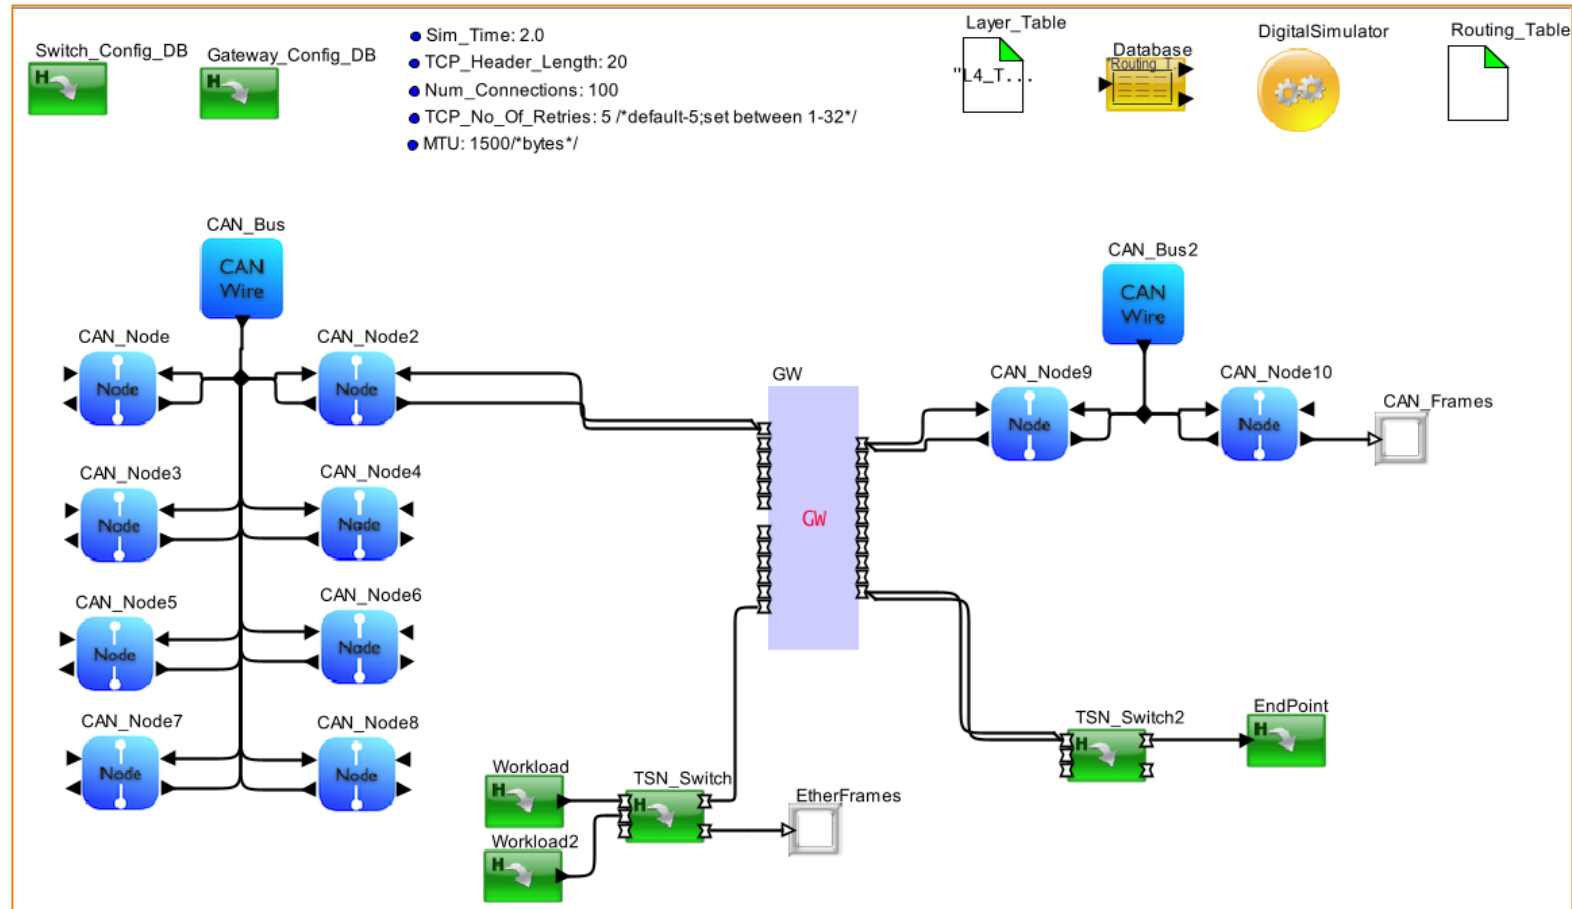 Switch_Config_DB
H
Gateway_Config_DB
H
Sim_Time: 2.0
TCP_Header_Length: 20
Num_Connections: 100
TCP_No_Of_Retries: 5 /*default-5;set between 1-32*/
MTU: 1500/*bytes*/
Layer_Table
"L4_T...
Database
"Routing_T
DigitalSimulator
Routing_Table
CAN_Bus
CAN
Wire
CAN_Node
Node
CAN_Node2
Node
CAN_Node3
Node
CAN_Node4
Node
CAN_Node5
Node
CAN_Node6
Node
CAN_Node7
Node
CAN_Node8
Node
GW
GW
CAN_Bus2
CAN
Wire
CAN_Node9
Node
CAN_Node10
Node
CAN_Frames
Workload
H
Workload2
H
TSN_Switch
H
EtherFrames
TSN_Switch2
H
EndPoint
H